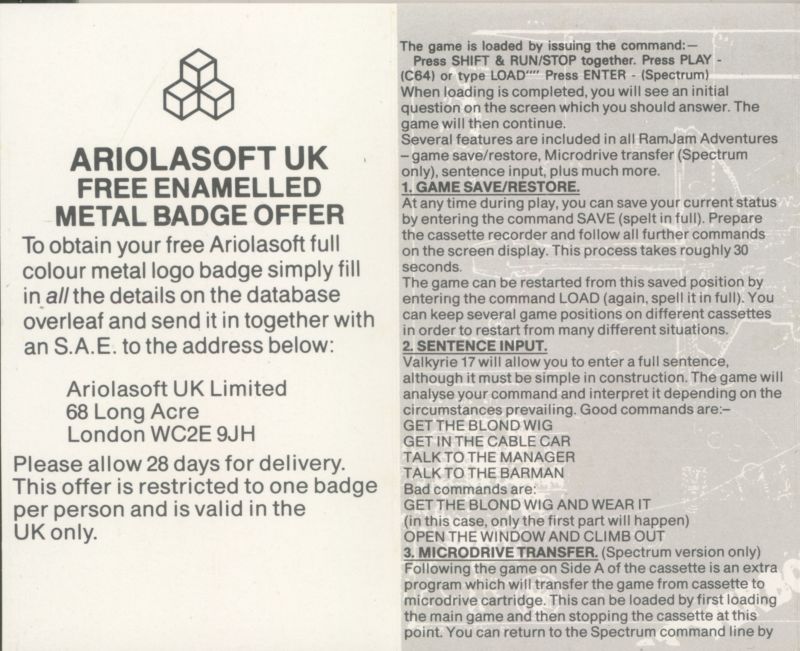 ARIOLASOFT UK
FREE ENAMELLED
METAL BADGE OFFER
To obtain your free Ariolasoft full
colour metal logo badge simply fill
in all the details on the database
overleaf and send it in together with
an S.A.E. to the address below:
Ariolasoft UK Limited
68 Long Acre
London WC2E 9JH
Please allow 28 days for delivery.
This offer is restricted to one badge
per person and is valid in the
UK only.
The game is loaded by issuing the command:—
Press SHIFT & RUN/STOP together. Press PLAY -
(C64) or type LOAD"" Press ENTER - (Spectrum)
When loading is completed, you will see an initial
question on the screen which you should answer. The
game will then continue.
Several features are included in all RamJam Adventures
– game save/restore, Microdrive transfer (Spectrum
only), sentence input, plus much more.
1. GAME SAVE/RESTORE.
At any time during play, you can save your current status
by entering the command SAVE (spelt in full). Prepare
the cassette recorder and follow all further commands
on the screen display. This process takes roughly 30
seconds.
The game can be restarted from this saved position by
entering the command LOAD (again, spell it in full). You
can keep several game positions on different cassettes
in order to restart from many different situations.
2. SENTENCE INPUT.
Valkyrie 17 will allow you to enter a full sentence,
although it must be simple in construction. The game will
analyse your command and interpret it depending on the
circumstances prevailing. Good commands are:–
GET THE BLOND WIG
GET IN THE CABLE CAR
TALK TO THE MANAGER
TALK TO THE BARMAN
Bad commands are:
GET THE BLOND WIG AND WEAR IT
(in this case, only the first part will happen)
OPEN THE WINDOW AND CLIMB OUT
3. MICRODRIVE TRANSFER. (Spectrum version only)
Following the game on Side A of the cassette is an extra
program which will transfer the game from cassette to
microdrive cartridge. This can be loaded by first loading
the main game and then stopping the cassette at this
point. You can return to the Spectrum command line by